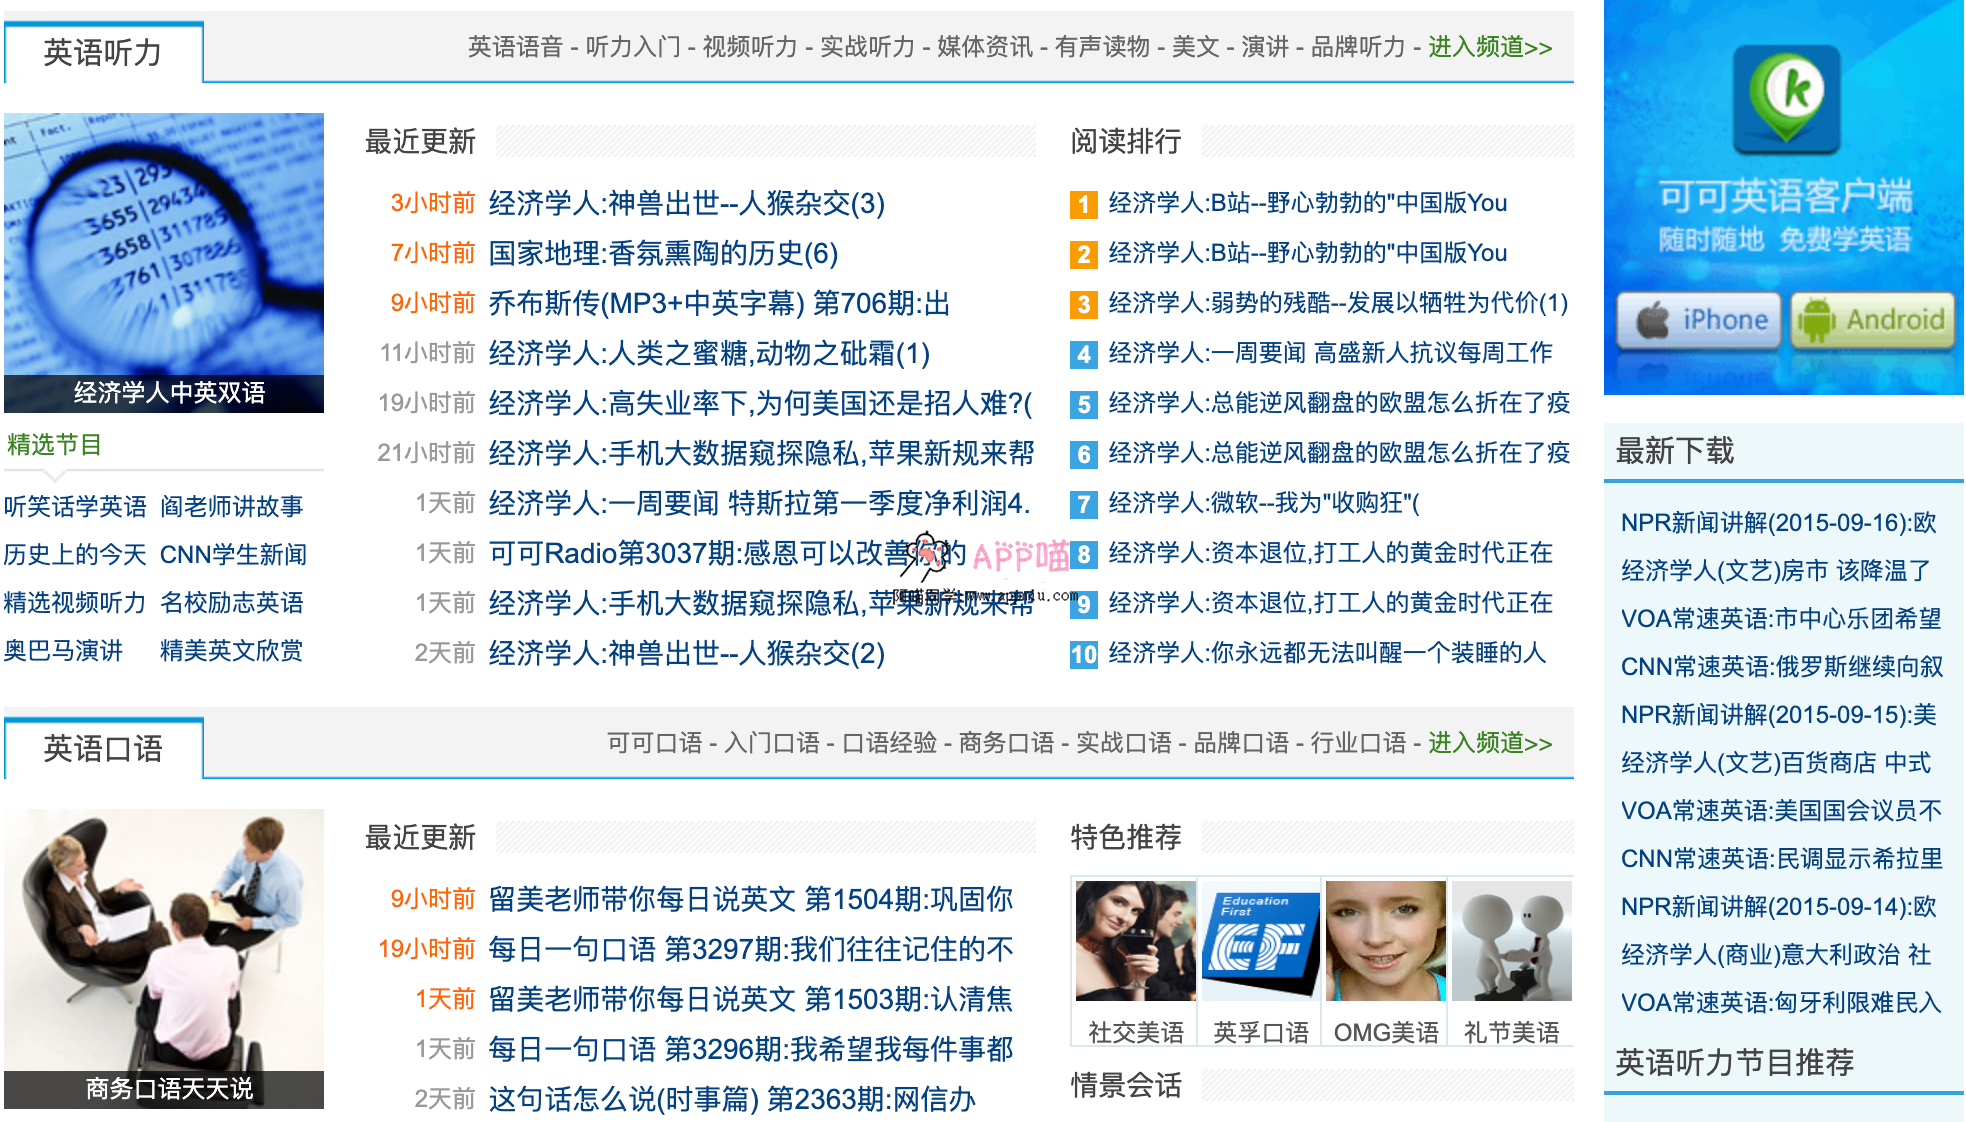 英语听力
英语语音 - 听力入门 - 视频听力 - 实战听力 - 媒体资讯 - 有声读物 - 美文 - 演讲 - 品牌听力 - 进入频道>>
经济学人中英双语
精选节目
听笑话学英语 阎老师讲故事
历史上的今天 CNN学生新闻
精选视频听力 名校励志英语
奥巴马演讲 精美英文欣赏
最近更新
3小时前 经济学人:神兽出世--人猴杂交(3)
7小时前 国家地理:香氛熏陶的历史(6)
9小时前 乔布斯传(MP3+中英字幕) 第706期:出
11小时前 经济学人:人类之蜜糖,动物之砒霜(1)
19小时前 经济学人:高失业率下,为何美国还是招人难?(
21小时前 经济学人:手机大数据窥探隐私,苹果新规来帮
1天前 经济学人:一周要闻 特斯拉第一季度净利润4.
1天前 可可Radio第3037期:感恩可以改善你的
1天前 经济学人:手机大数据窥探隐私,苹果新规来帮
2天前 经济学人:神兽出世--人猴杂交(2)
APP喵
阅读排行
1 经济学人:B站--野心勃勃的"中国版You
2 经济学人:B站--野心勃勃的"中国版You
3 经济学人:弱势的残酷--发展以牺牲为代价(1)
4 经济学人:一周要闻 高盛新人抗议每周工作
5 经济学人:总能逆风翻盘的欧盟怎么折在了疫
6 经济学人:总能逆风翻盘的欧盟怎么折在了疫
7 经济学人:微软--我为"收购狂"(
8 经济学人:资本退位,打工人的黄金时代正在
9 经济学人:资本退位,打工人的黄金时代正在
10 经济学人:你永远都无法叫醒一个装睡的人
英语口语
可可口语 - 入门口语 - 口语经验 - 商务口语 - 实战口语 - 品牌口语 - 行业口语 - 进入频道>>
商务口语天天说
最近更新
9小时前 留美老师带你每日说英文 第1504期:巩固你
19小时前 每日一句口语 第3297期:我们往往记住的不
1天前 留美老师带你每日说英文 第1503期:认清焦
1天前 每日一句口语 第3296期:我希望我每件事都
2天前 这句话怎么说(时事篇) 第2363期:网信办
特色推荐
Education
First
EF
社交美语 英孚口语 OMG美语 礼节美语
情景会话
k
可可英语客户端
随时随地 免费学英语
iPhone Android
最新下载
NPR新闻讲解(2015-09-16):欧
经济学人(文艺)房市 该降温了
VOA常速英语:市中心乐团希望
CNN常速英语:俄罗斯继续向叙
NPR新闻讲解(2015-09-15):美
经济学人(文艺)百货商店 中式
VOA常速英语:美国国会议员不
CNN常速英语:民调显示希拉里
NPR新闻讲解(2015-09-14):欧
经济学人(商业)意大利政治 社
VOA常速英语:匈牙利限难民入
英语听力节目推荐